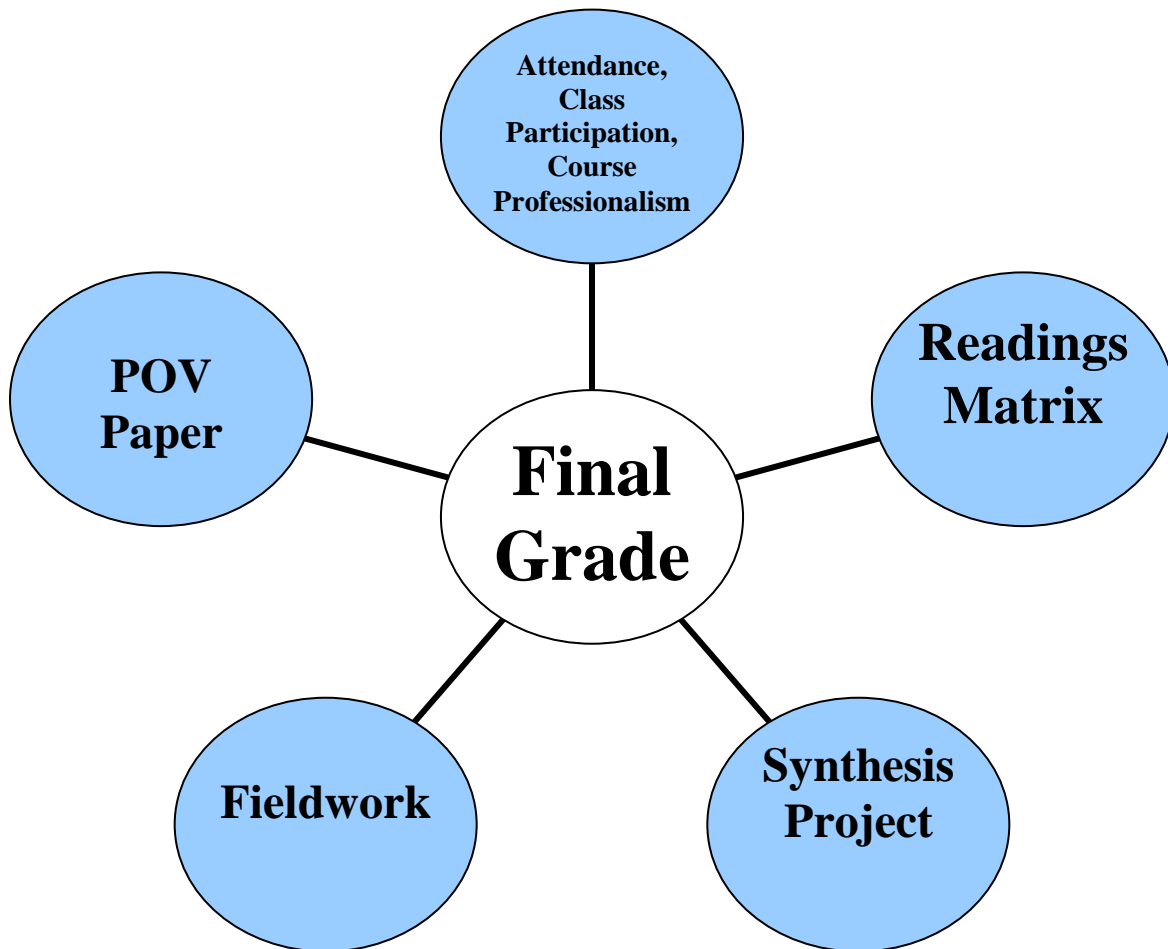 Attendance,
Class
Participation,
Course
Professionalism
Readings
Matrix
POV
Paper
Final
Grade
Synthesis
Project
Fieldwork